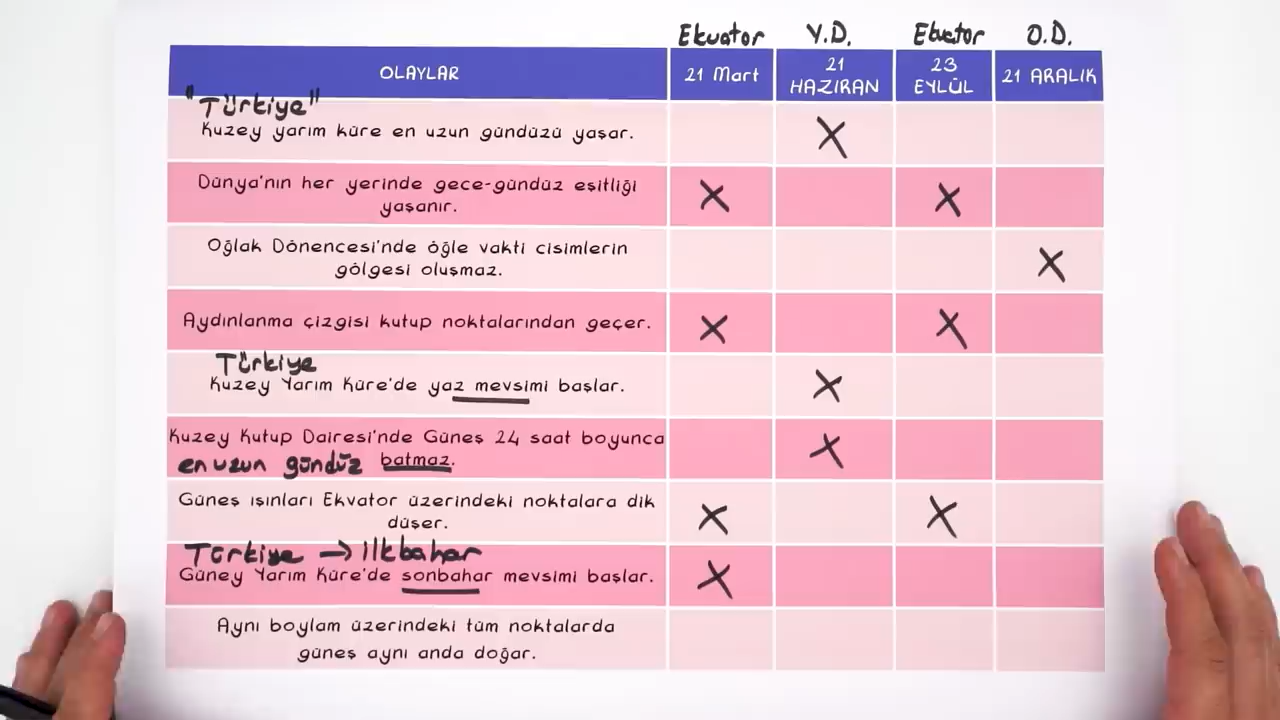 Ekvator Y.D. Ekvator O.D.
OLAYLAR 21 Mart 21 HAZIRAN 23 EYLÜL 21 ARALIK
"Türkiye"
Kuzey yarım küre en uzun gündüzü yaşar. X
Dünya'nın her yerinde gece-gündüz eşitliği
yaşanır. X X
Oğlak Dönencesi'nde öğle vakti cisimlerin
gölgesi oluşmaz. X
Aydınlanma çizgisi kutup noktalarından geçer. X X
Türkiye
Kuzey Yarım Küre'de yaz mevsimi başlar. X
Kuzey Kutup Dairesi'nde Güneş 24 saat boyunca
en uzun gündüz batmaz. X
Güneş ışınları Ekvator üzerindeki noktalara dik
düşer. X X
Türkiye → İlkbahar
Güney Yarım Küre'de sonbahar mevsimi başlar. X
Aynı boylam üzerindeki tüm noktalarda
güneş aynı anda doğar.